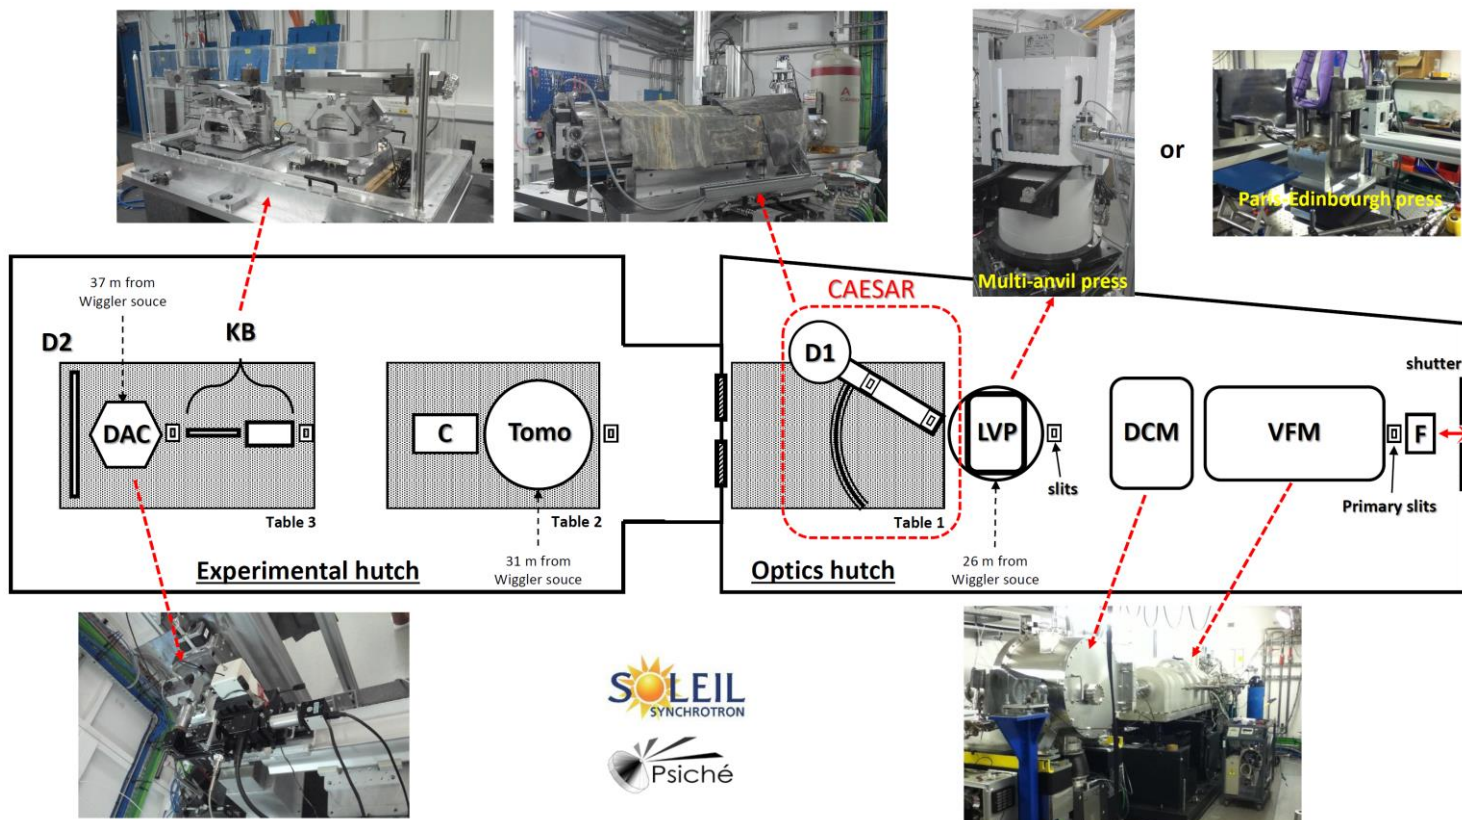 or
Paris-Edinbourgh press
Multi-anvil press
CAESAR
37 m from
Wiggler souce
D2
KB
DAC
C
Tomo
D1
LVP
DCM
VFM
F
shutter
slits
Primary slits
Table 3
Table 2
Table 1
31 m from
Wiggler souce
26 m from
Wiggler souce
Experimental hutch
Optics hutch
SOLEIL
SYNCHROTRON
Psiché